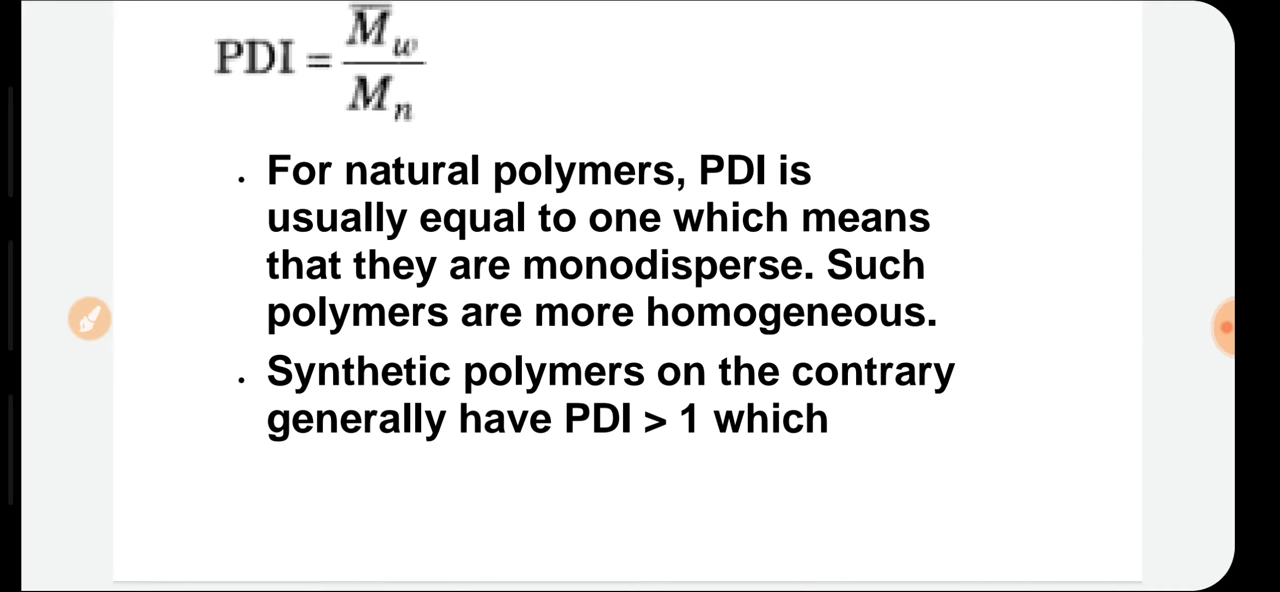 PDI = M̅w / Mn
. For natural polymers, PDI is
usually equal to one which means
that they are monodisperse. Such
polymers are more homogeneous.
. Synthetic polymers on the contrary
generally have PDI > 1 which